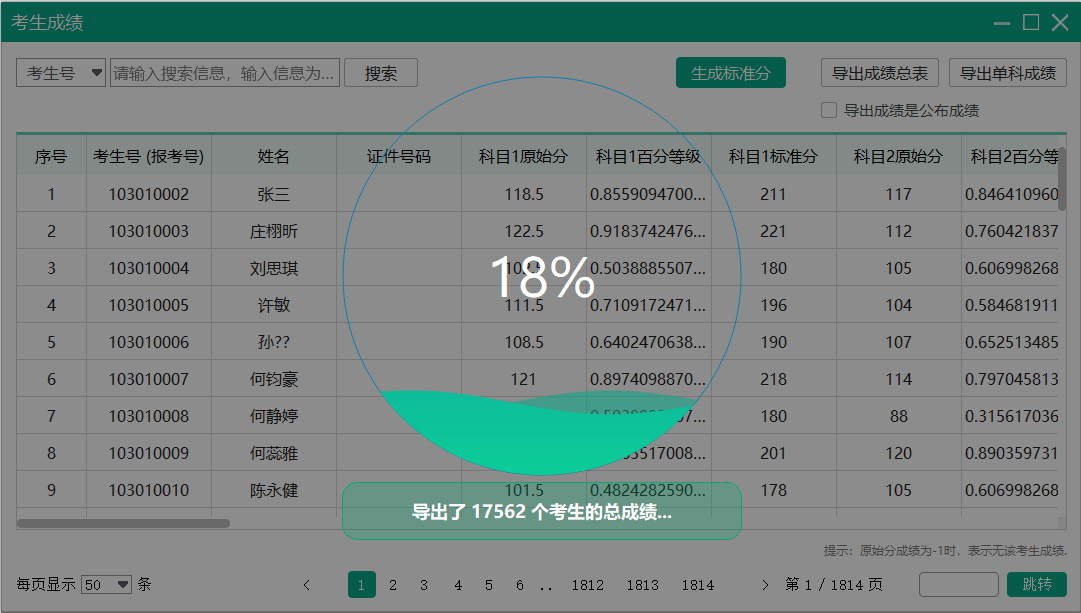 考生成绩
考生号 请输入搜索信息，输入信息为... 搜索 生成标准分 导出成绩总表 导出单科成绩
导出成绩是公布成绩
序号 考生号 (报考号) 姓名 证件号码 科目1原始分 科目1百分等级 科目1标准分 科目2原始分 科目2百分等
1 103010002 张三 118.5 0.8559094700... 211 117 0.846410960
2 103010003 庄栩昕 122.5 0.9183742476... 221 112 0.760421837
3 103010004 刘思琪 0.5038885507... 180 105 0.606998268
18%
4 103010005 许敏 111.5 0.7109172471... 196 104 0.584681911
5 103010006 孙?? 108.5 0.6402470638... 190 107 0.652513485
6 103010007 何钧豪 121 0.8974098870... 218 114 0.797045813
7 103010008 何静婷 180 88 0.315617036
8 103010009 何蕊雅 201 120 0.890359731
9 103010010 陈永健 101.5 0.4824282590... 178 105 0.606998268
导出了 17562 个考生的总成绩...
提示：原始分成绩为-1时，表示无该考生成绩.
每页显示 50 条 < 1 2 3 4 5 6 .. 1812 1813 1814 > 第 1 / 1814 页 跳转